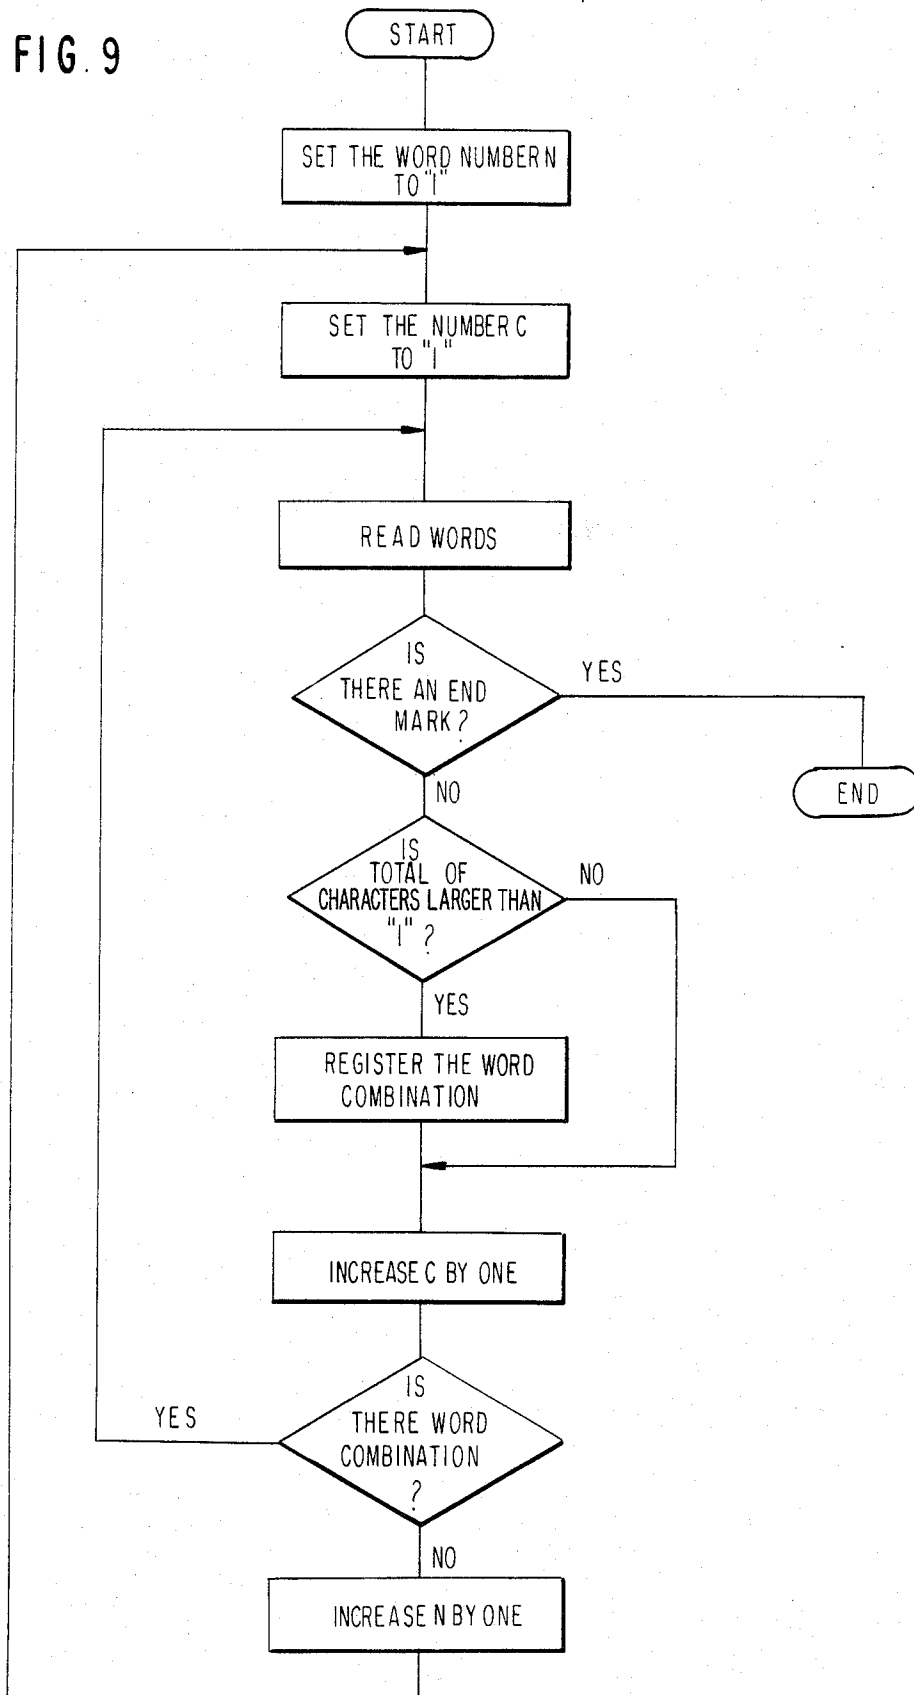 FIG. 9
START
SET THE WORD NUMBER N
TO "1"
SET THE NUMBER C
TO "1"
READ WORDS
IS
THERE AN END
MARK?
YES
END
NO
IS
TOTAL OF
CHARACTERS LARGER THAN
"1" ?
NO
YES
REGISTER THE WORD
COMBINATION
INCREASE C BY ONE
IS
THERE WORD
COMBINATION
?
YES
NO
INCREASE N BY ONE